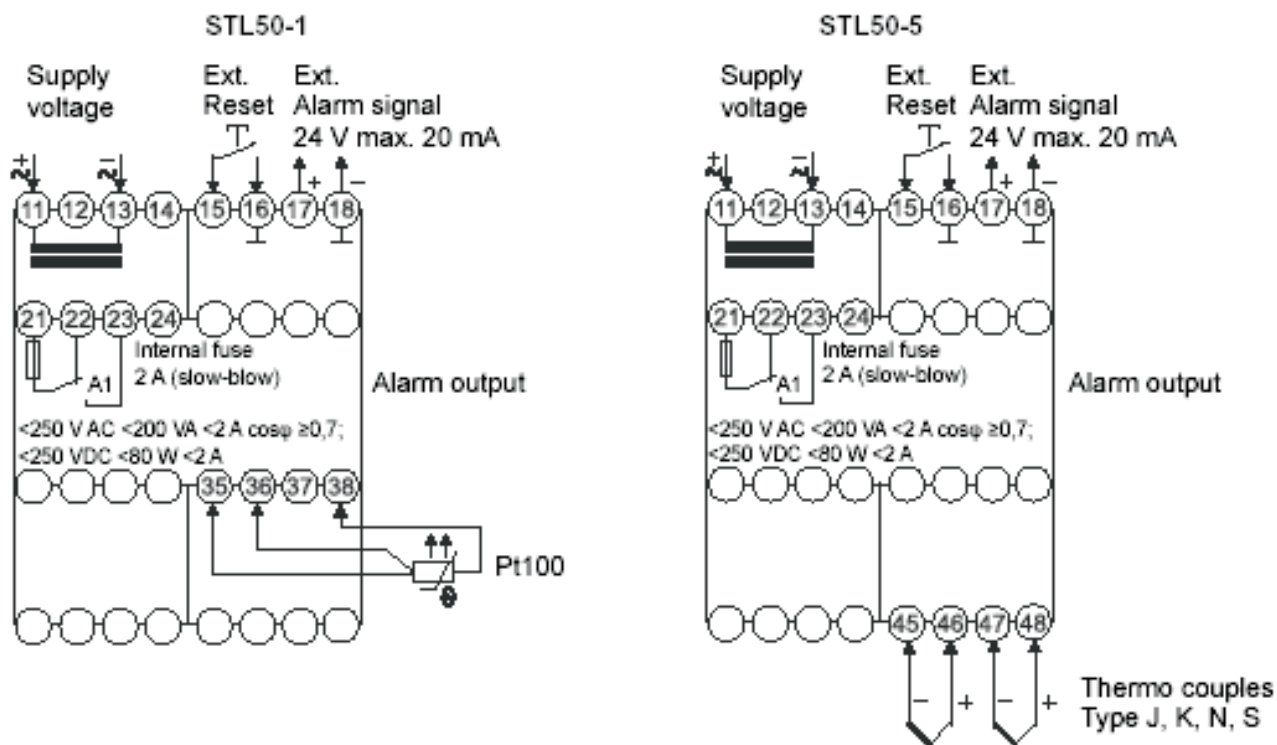 STL50-1
Supply
voltage
Ext.
Reset
Ext.
Alarm signal
24 V max. 20 mA
+
−
+
−
11 12 13 14 15 16 17 18
21 22 23 24
Internal fuse
2 A (slow-blow)
A1
Alarm output
<250 V AC <200 VA <2 A cosφ ≥0,7;
<250 VDC <80 W <2 A
35 36 37 38
Pt100
ϑ
STL50-5
Supply
voltage
Ext.
Reset
Ext.
Alarm signal
24 V max. 20 mA
+
−
+
−
11 12 13 14 15 16 17 18
21 22 23 24
Internal fuse
2 A (slow-blow)
A1
Alarm output
<250 V AC <200 VA <2 A cosφ ≥0,7;
<250 VDC <80 W <2 A
45 46 47 48
− + − +
Thermo couples
Type J, K, N, S